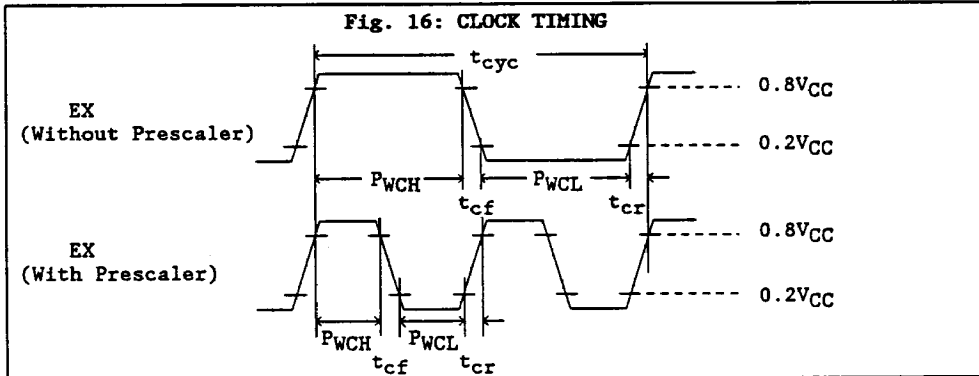 Fig. 16: CLOCK TIMING
tcyc
EX
(Without Prescaler)
0.8VCC
0.2VCC
PWCH
tcf
PWCL
tcr
EX
(With Prescaler)
0.8VCC
0.2VCC
PWCH
tcf
PWCL
tcr